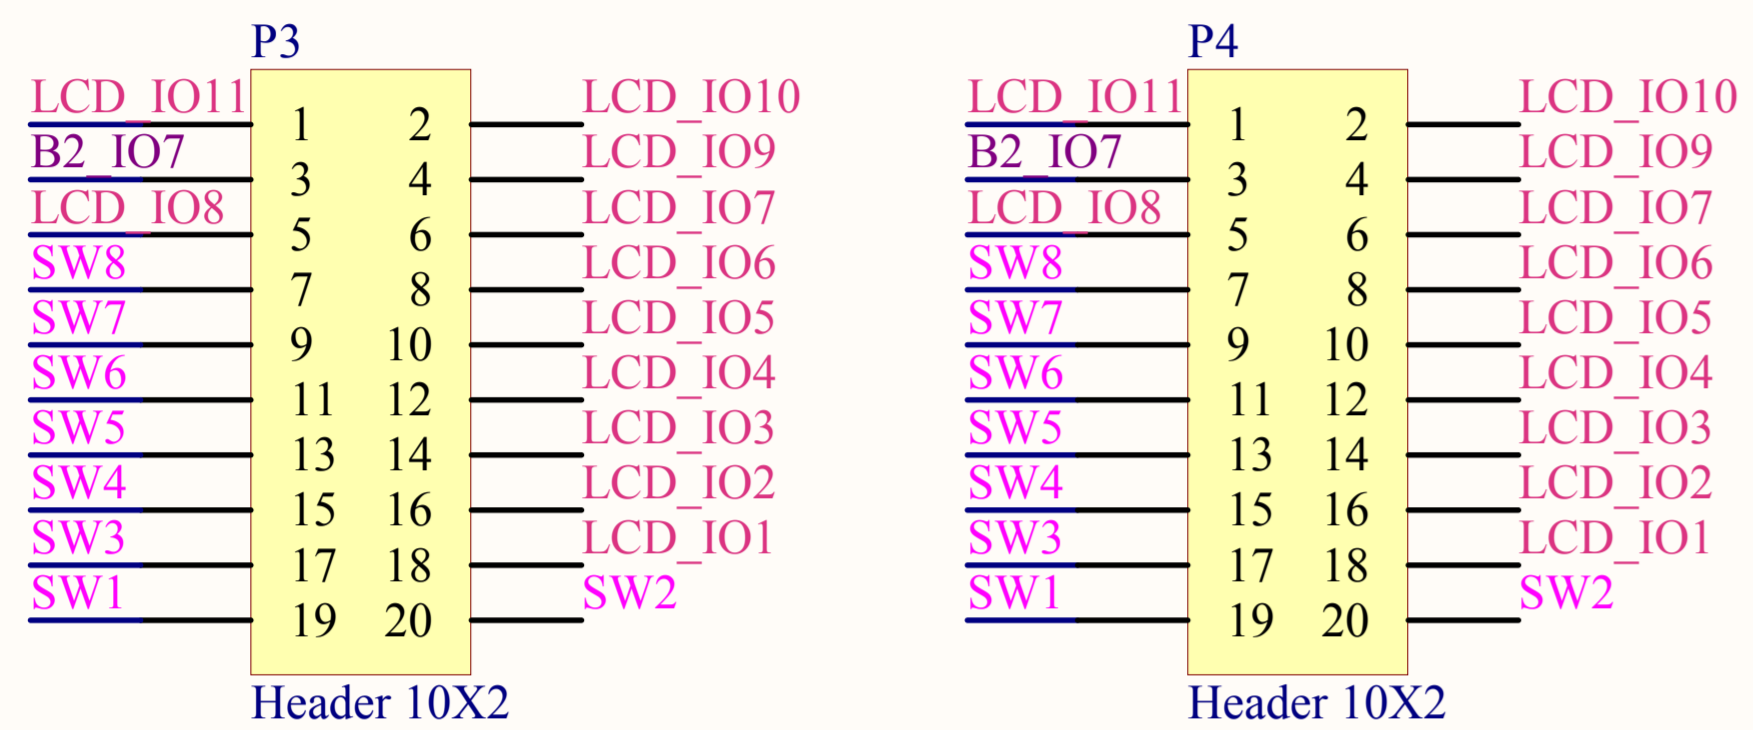 P3 P4
LCD_IO11 1 2 LCD_IO10 LCD_IO11 1 2 LCD_IO10
B2_IO7 3 4 LCD_IO9 B2_IO7 3 4 LCD_IO9
LCD_IO8 5 6 LCD_IO7 LCD_IO8 5 6 LCD_IO7
SW8 7 8 LCD_IO6 SW8 7 8 LCD_IO6
SW7 9 10 LCD_IO5 SW7 9 10 LCD_IO5
SW6 11 12 LCD_IO4 SW6 11 12 LCD_IO4
SW5 13 14 LCD_IO3 SW5 13 14 LCD_IO3
SW4 15 16 LCD_IO2 SW4 15 16 LCD_IO2
SW3 17 18 LCD_IO1 SW3 17 18 LCD_IO1
SW1 19 20 SW2 SW1 19 20 SW2
Header 10X2 Header 10X2